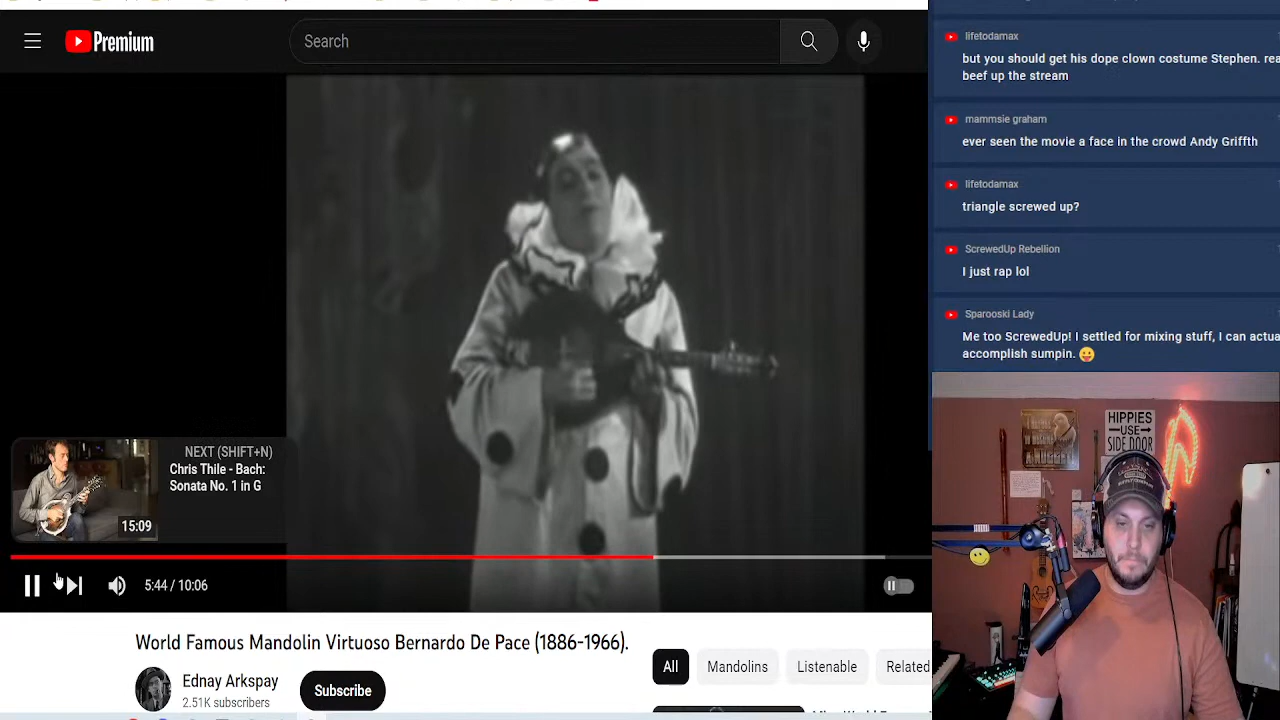 Premium
Search
lifetodamax
but you should get his dope clown costume Stephen.
beef up the stream
mammsie graham
ever seen the movie a face in the crowd Andy Griffth
lifetodamax
triangle screwed up?
ScrewedUp Rebellion
I just rap lol
Sparooski Lady
Me too ScrewedUp! I settled for mixing stuff, I can
accomplish sumpin. 😛
NEXT (SHIFT+N)
Chris Thile - Bach:
Sonata No. 1 in G
15:09
5:44 / 10:06
HIPPIES
USE
SIDE DOOR
World Famous Mandolin Virtuoso Bernardo De Pace (1886-1966).
Ednay Arkspay
2.51K subscribers
Subscribe
All
Mandolins
Listenable
Related